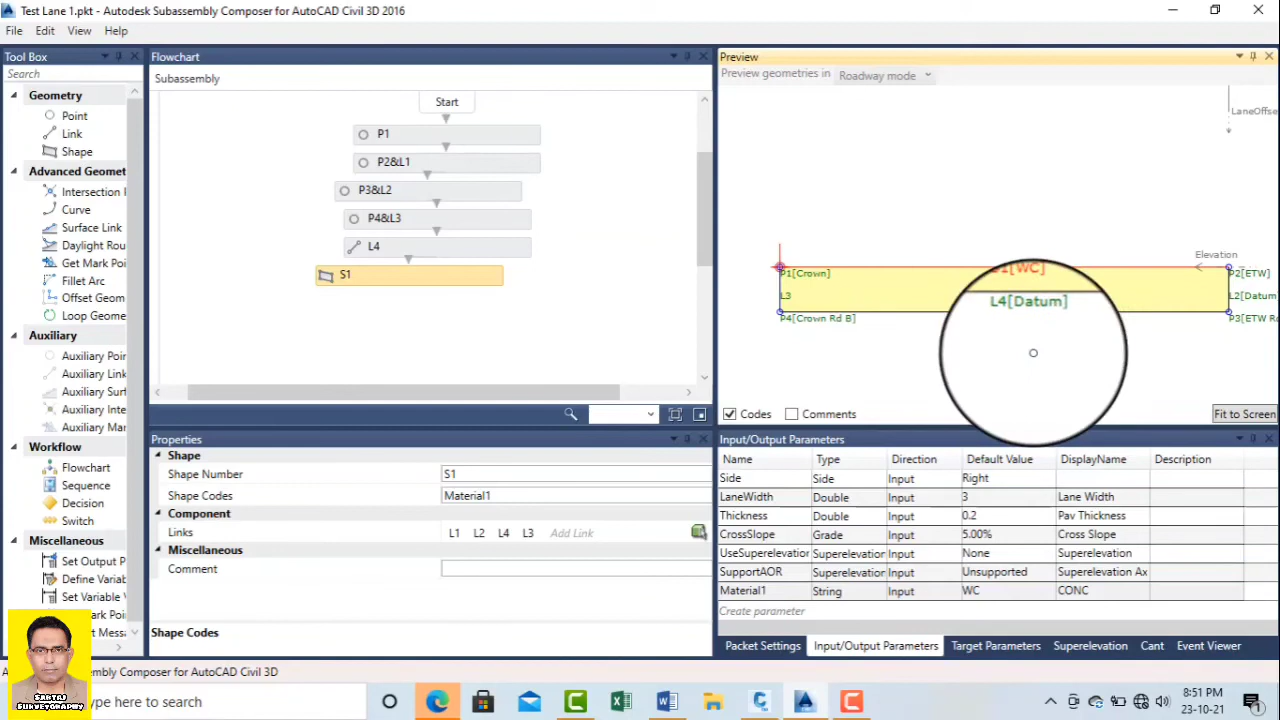 Test Lane 1.pkt - Autodesk Subassembly Composer for AutoCAD Civil 3D 2016
File Edit View Help
Tool Box
Search
Geometry
Point
Link
Shape
Advanced Geomet
Intersection I
Curve
Surface Link
Daylight Rou
Get Mark Poi
Fillet Arc
Offset Geom
Loop Geome
Auxiliary
Auxiliary Poir
Auxiliary Link
Auxiliary Surf
Auxiliary Inte
Auxiliary Mar
Workflow
Flowchart
Sequence
Decision
Switch
Miscellaneous
Set Output P
Define Variab
Set Variable V
rk Poin
t Mess
Flowchart
Subassembly
Start
P1
P2&L1
P3&L2
P4&L3
L4
S1
Properties
Shape
Shape Number S1
Shape Codes Material1
Component
Links L1 L2 L4 L3 Add Link
Miscellaneous
Comment
Shape Codes
Preview
Preview geometries in Roadway mode
LaneOffse
Elevation
P1[Crown] [WC] P2[ETW]
L3 L4[Datum] L2[Datum
P4[Crown Rd B] P3[ETW Ro
Codes Comments Fit to Screen
Input/Output Parameters
Name Type Direction Default Value DisplayName Description
Side Side Input Right
LaneWidth Double Input 3 Lane Width
Thickness Double Input 0.2 Pav Thickness
CrossSlope Grade Input 5.00% Cross Slope
UseSuperelevation Superelevation Input None Superelevation
SupportAOR Superelevation Input Unsupported Superelevation Ax
Material1 String Input WC CONC
Create parameter
Packet Settings Input/Output Parameters Target Parameters Superelevation Cant Event Viewer
A sembly Composer for AutoCAD Civil 3D
SARTAJ
SURVEYOGRAPHY
ype here to search
8:51 PM
23-10-21
1